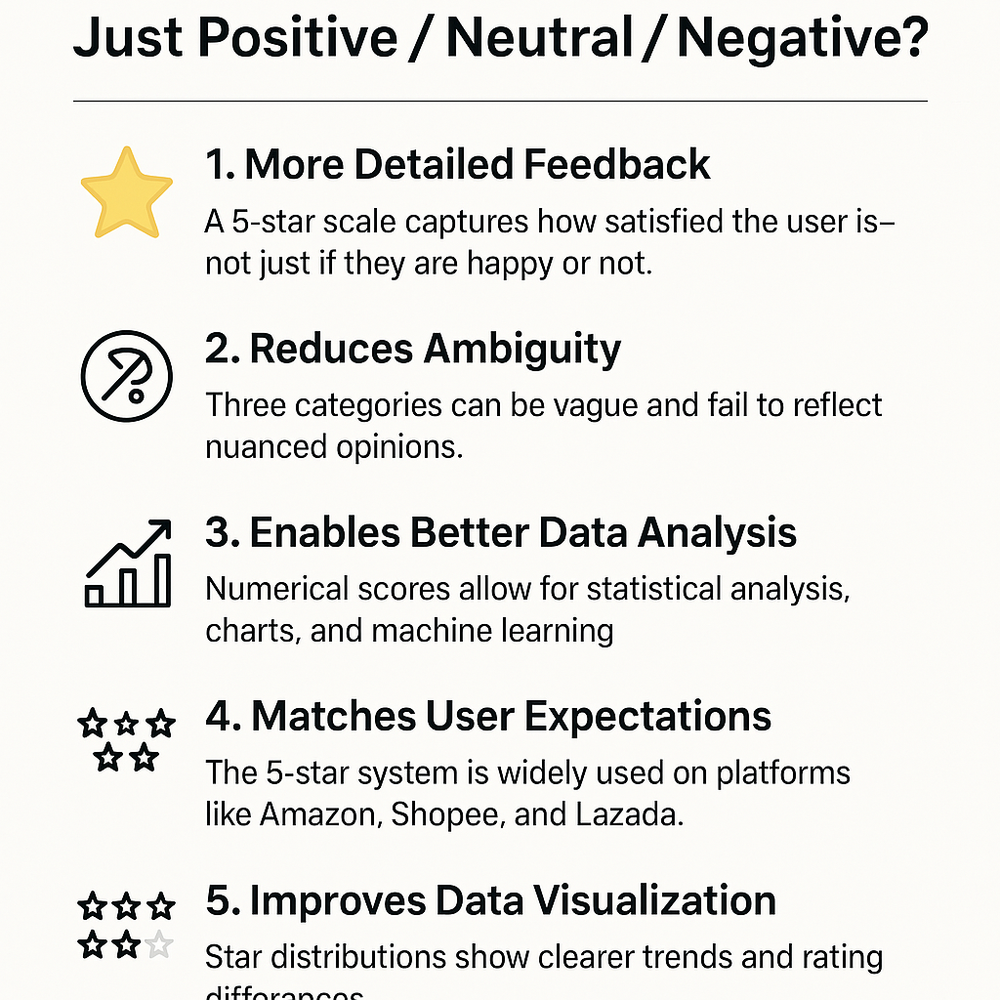 Just Positive / Neutral / Negative?
1. More Detailed Feedback
A 5-star scale captures how satisfied the user is–
not just if they are happy or not.
2. Reduces Ambiguity
Three categories can be vague and fail to reflect
nuanced opinions.
3. Enables Better Data Analysis
Numerical scores allow for statistical analysis,
charts, and machine learning
4. Matches User Expectations
The 5-star system is widely used on platforms
like Amazon, Shopee, and Lazada.
5. Improves Data Visualization
Star distributions show clearer trends and rating